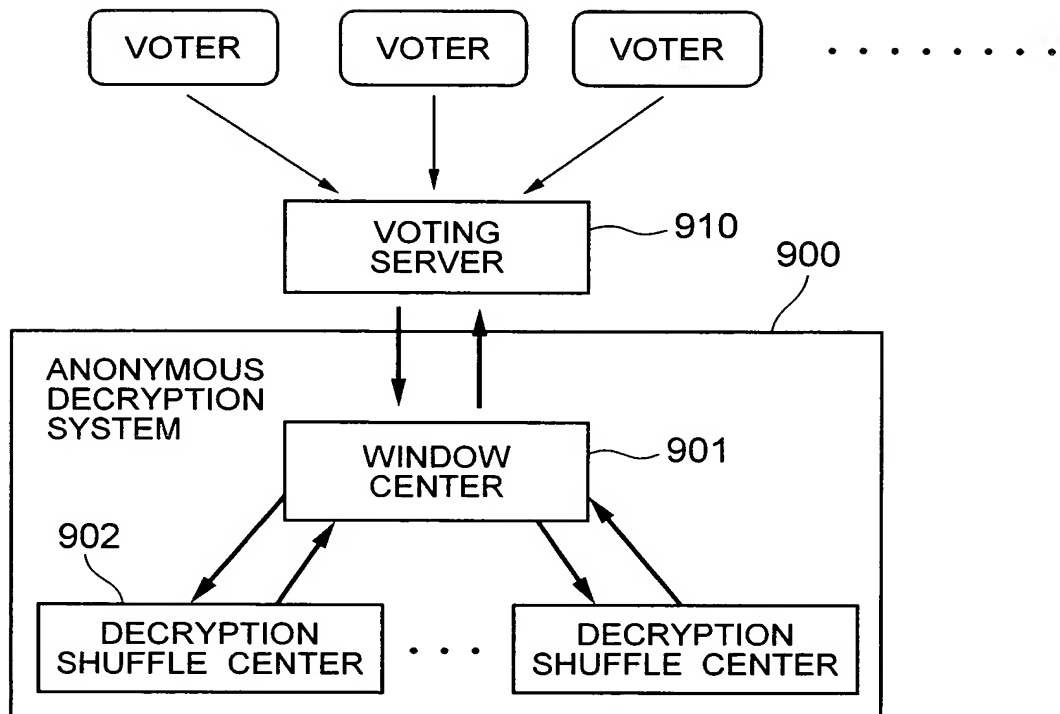 VOTER
VOTER
VOTER
. . . . . . . . .
VOTING
SERVER
910
900
ANONYMOUS
DECRYPTION
SYSTEM
WINDOW
CENTER
901
902
DECRYPTION
SHUFFLE CENTER
. . . .
DECRYPTION
SHUFFLE CENTER